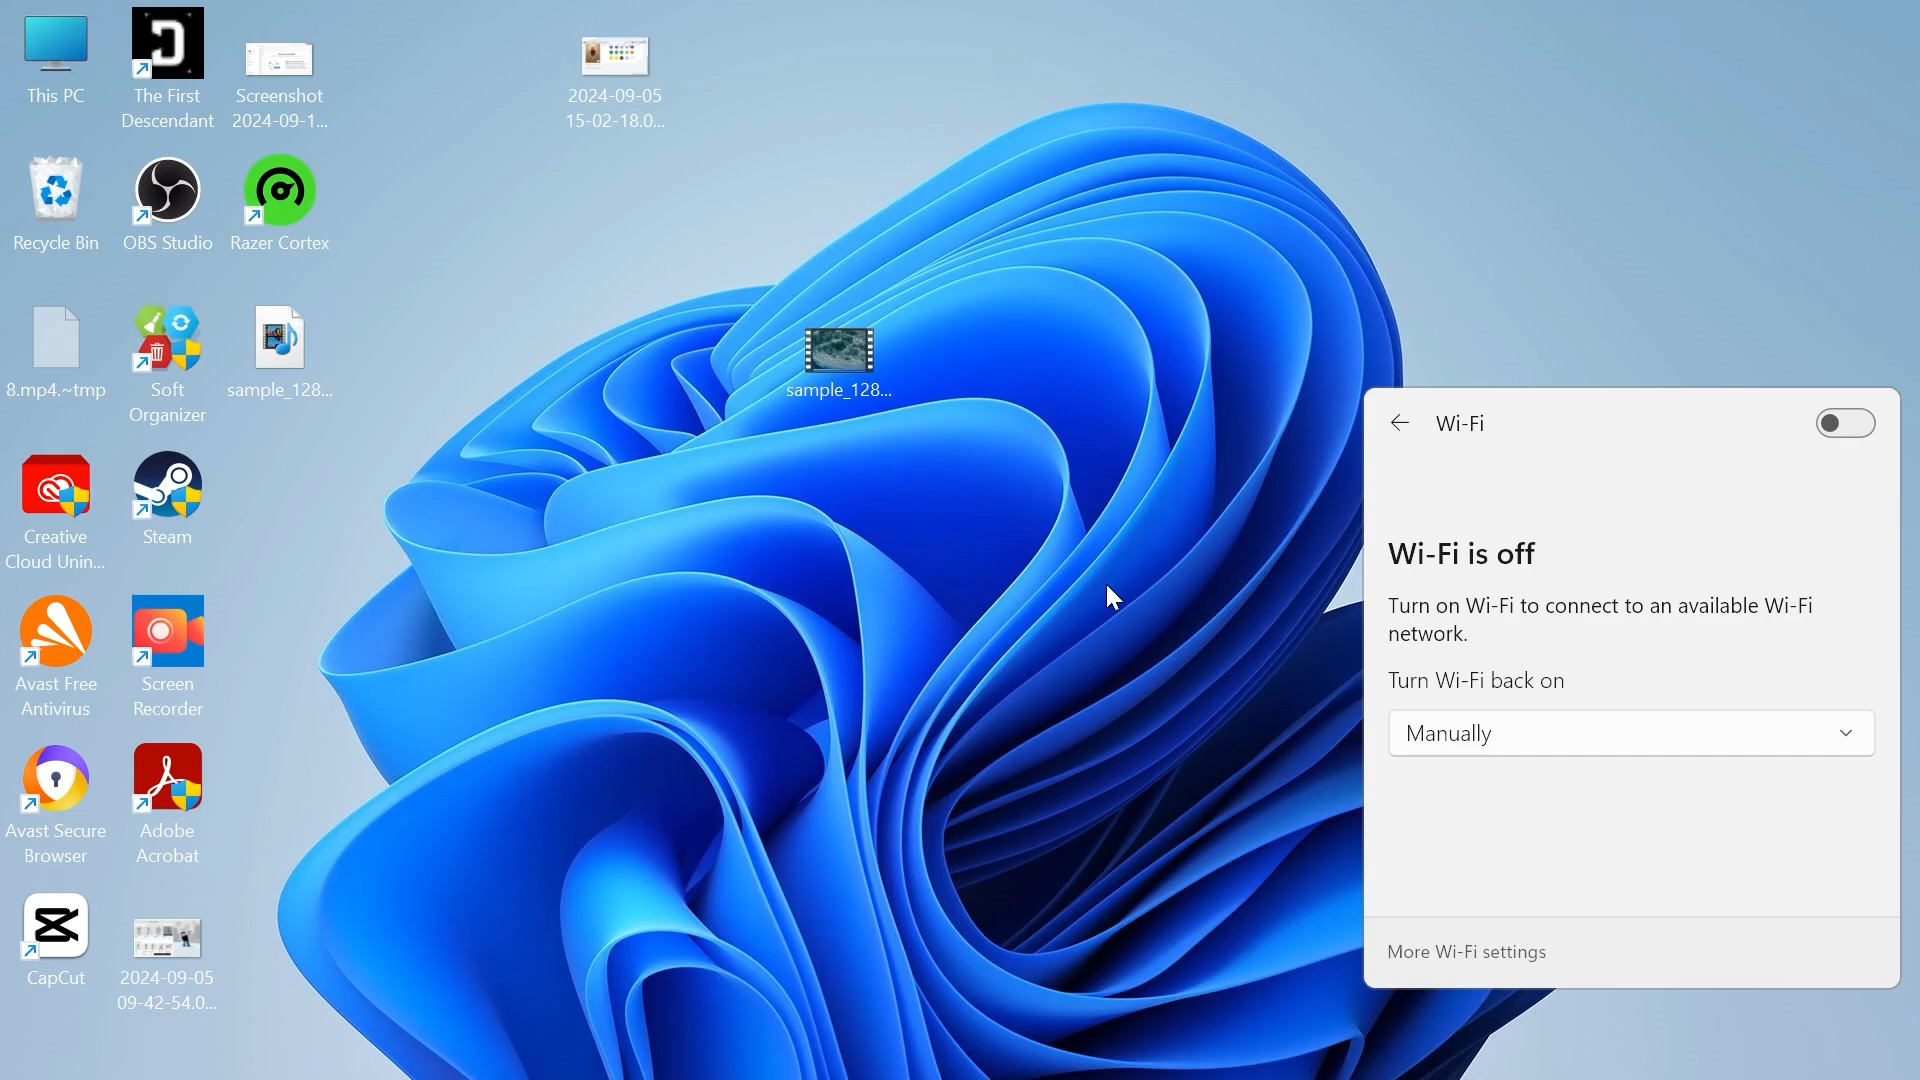 This PC
The First
Descendant
Screenshot
2024-09-1...
2024-09-05
15-02-18.0...
Recycle Bin
OBS Studio
Razer Cortex
8.mp4.~tmp
Soft
Organizer
sample_128...
sample_128...
Creative
Cloud Unin...
Steam
Avast Free
Antivirus
Screen
Recorder
Avast Secure
Browser
Adobe
Acrobat
CapCut
2024-09-05
09-42-54.0...
Wi-Fi
Wi-Fi is off
Turn on Wi-Fi to connect to an available Wi-Fi
network.
Turn Wi-Fi back on
Manually
More Wi-Fi settings